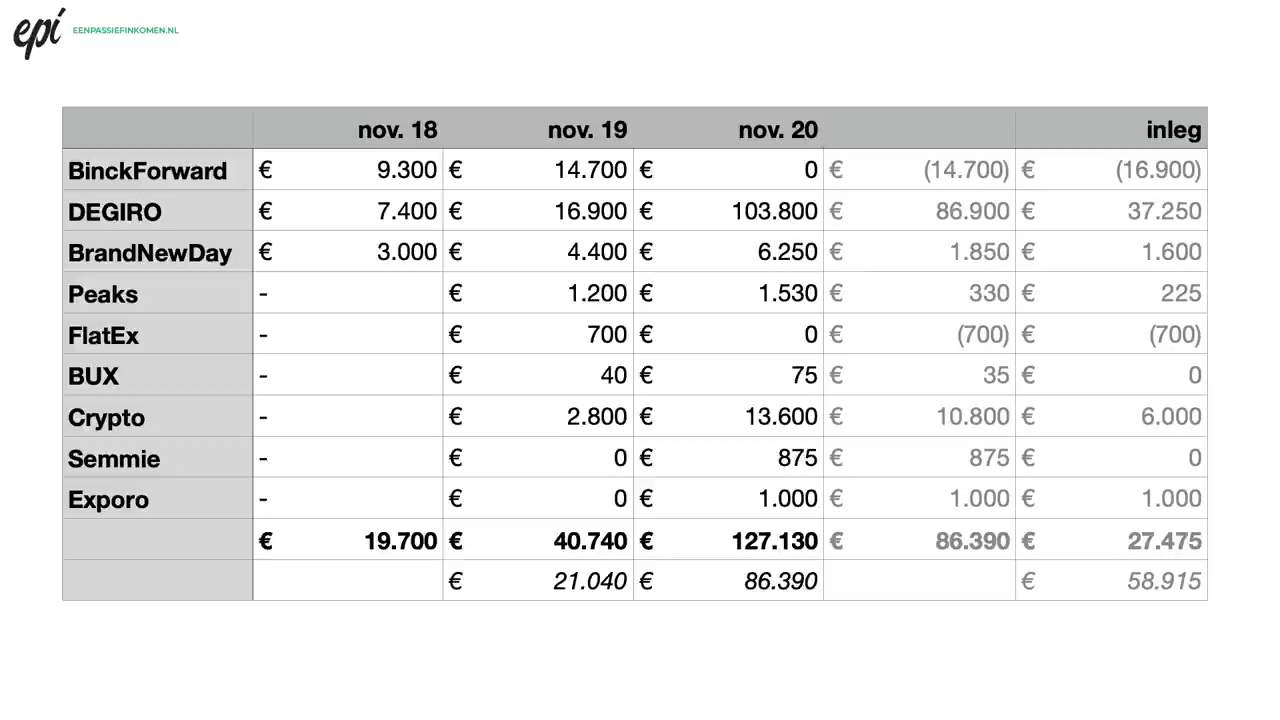 epi EENPASSIEFINKOMEN.NL
nov. 18 nov. 19 nov. 20 inleg
BinckForward € 9.300 € 14.700 € 0 € (14.700) € (16.900)
DEGIRO € 7.400 € 16.900 € 103.800 € 86.900 € 37.250
BrandNewDay € 3.000 € 4.400 € 6.250 € 1.850 € 1.600
Peaks - € 1.200 € 1.530 € 330 € 225
FlatEx - € 700 € 0 € (700) € (700)
BUX - € 40 € 75 € 35 € 0
Crypto - € 2.800 € 13.600 € 10.800 € 6.000
Semmie - € 0 € 875 € 875 € 0
Exporo - € 0 € 1.000 € 1.000 € 1.000
€ 19.700 € 40.740 € 127.130 € 86.390 € 27.475
€ 21.040 € 86.390 € 58.915